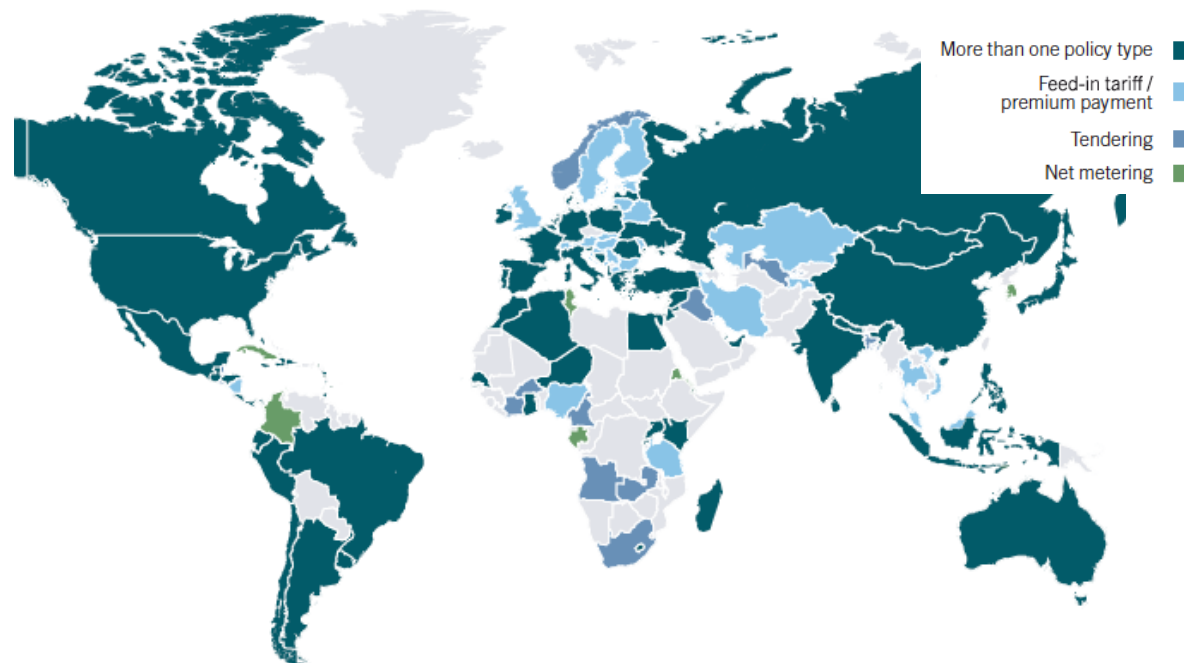 More than one policy type
Feed-in tariff /
premium payment
Tendering
Net metering